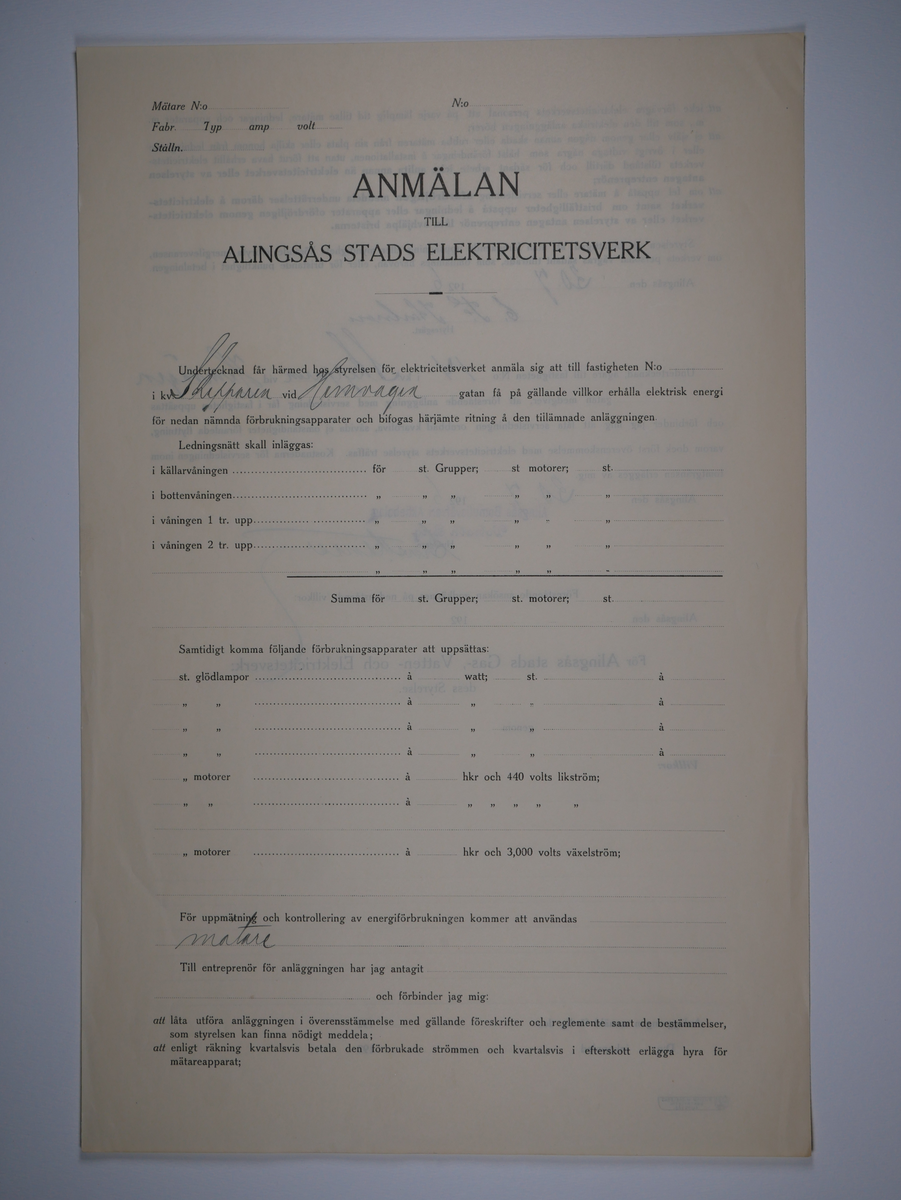 Mätare N:o N:o
Fabr. Typ amp volt
Ställn.
ANMÄLAN
TILL
ALINGSÅS STADS ELEKTRICITETSVERK
Undertecknad får härmed hos styrelsen för elektricitetsverket anmäla sig att till fastigheten N:o
i kv. Skepparen vid Hemvägen gatan få på gällande villkor erhålla elektrisk energi
för nedan nämnda förbrukningsapparater och bifogas härjämte ritning å den tillämnade anläggningen
Ledningsnätt skall inläggas:
i källarvåningen för st. Grupper; st motorer; st.
i bottenvåningen „ „ „ „ „ „
i våningen 1 tr. upp „ „ „ „ „ „
i våningen 2 tr. upp „ „ „ „ „ „
„ „ „ „ „ „
Summa för st. Grupper; st. motorer; st.
Samtidigt komma följande förbrukningsapparater att uppsättas:
st. glödlampor à watt; st. à
„ „ à „ „ à
„ „ à „ „ à
„ „ à „ „ à
„ motorer à hkr och 440 volts likström;
„ „ à „ „ „ „ „
„ motorer à hkr och 3,000 volts växelström;
För uppmätning och kontrollering av energiförbrukningen kommer att användas
mätare
Till entreprenör för anläggningen har jag antagit
och förbinder jag mig:
att låta utföra anläggningen i överensstämmelse med gällande föreskrifter och reglemente samt de bestämmelser,
som styrelsen kan finna nödigt meddela;
att enligt räkning kvartalsvis betala den förbrukade strömmen och kvartalsvis i efterskott erlägga hyra för
mätareapparat;